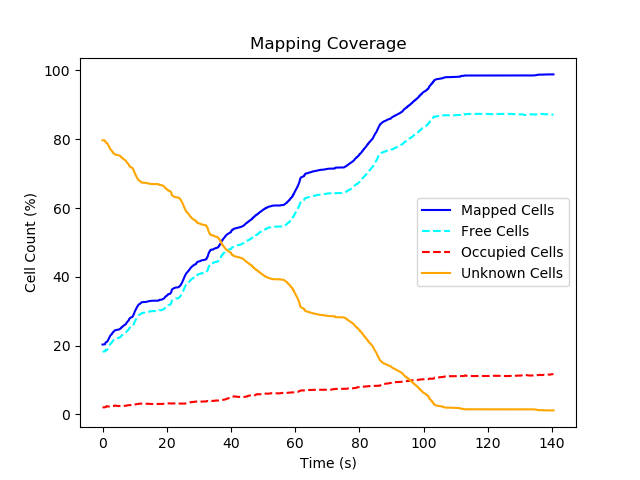 Mapping Coverage
100
80
60
40
20
0
Cell Count (%)
Mapped Cells
Free Cells
Occupied Cells
Unknown Cells
0 20 40 60 80 100 120 140
Time (s)